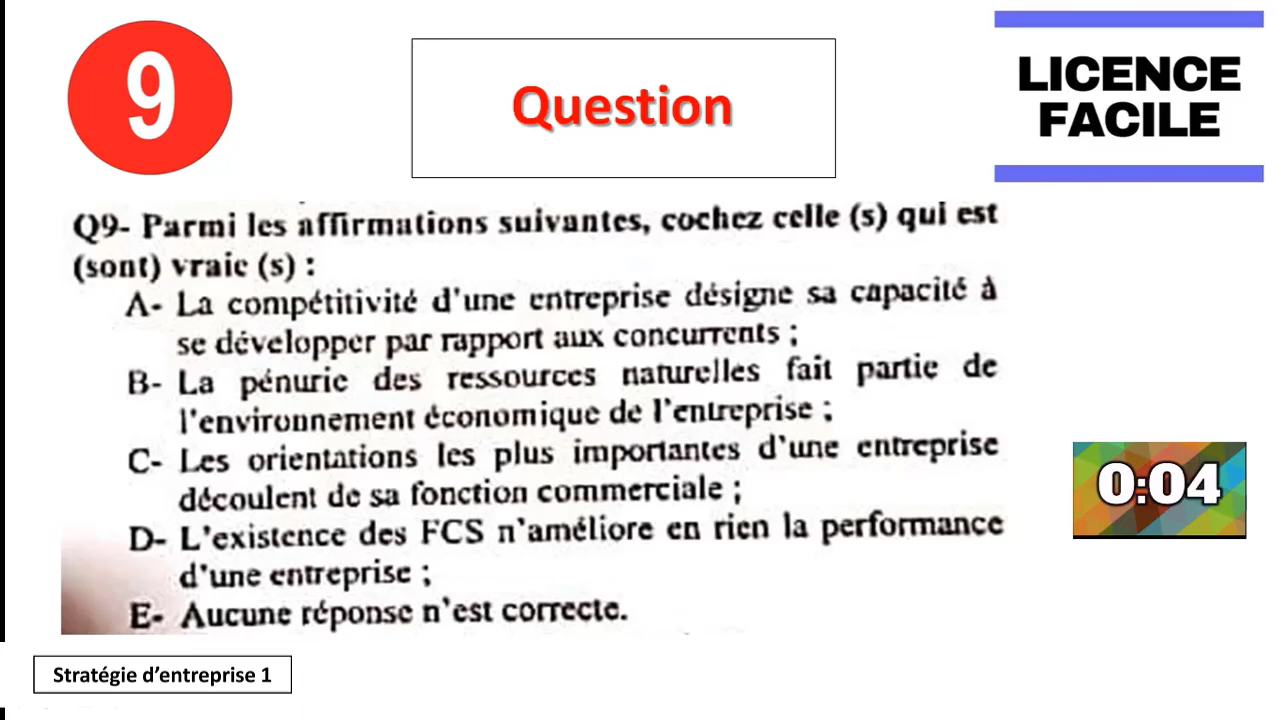 9
Question
LICENCE
FACILE
Q9- Parmi les affirmations suivantes, cochez celle (s) qui est
(sont) vraie (s) :
A- La compétitivité d'une entreprise désigne sa capacité à
se développer par rapport aux concurrents ;
B- La pénurie des ressources naturelles fait partie de
l'environnement économique de l'entreprise ;
C- Les orientations les plus importantes d'une entreprise
découlent de sa fonction commerciale ;
D- L'existence des FCS n'améliore en rien la performance
d'une entreprise ;
E- Aucune réponse n'est correcte.
0:04
Stratégie d'entreprise 1